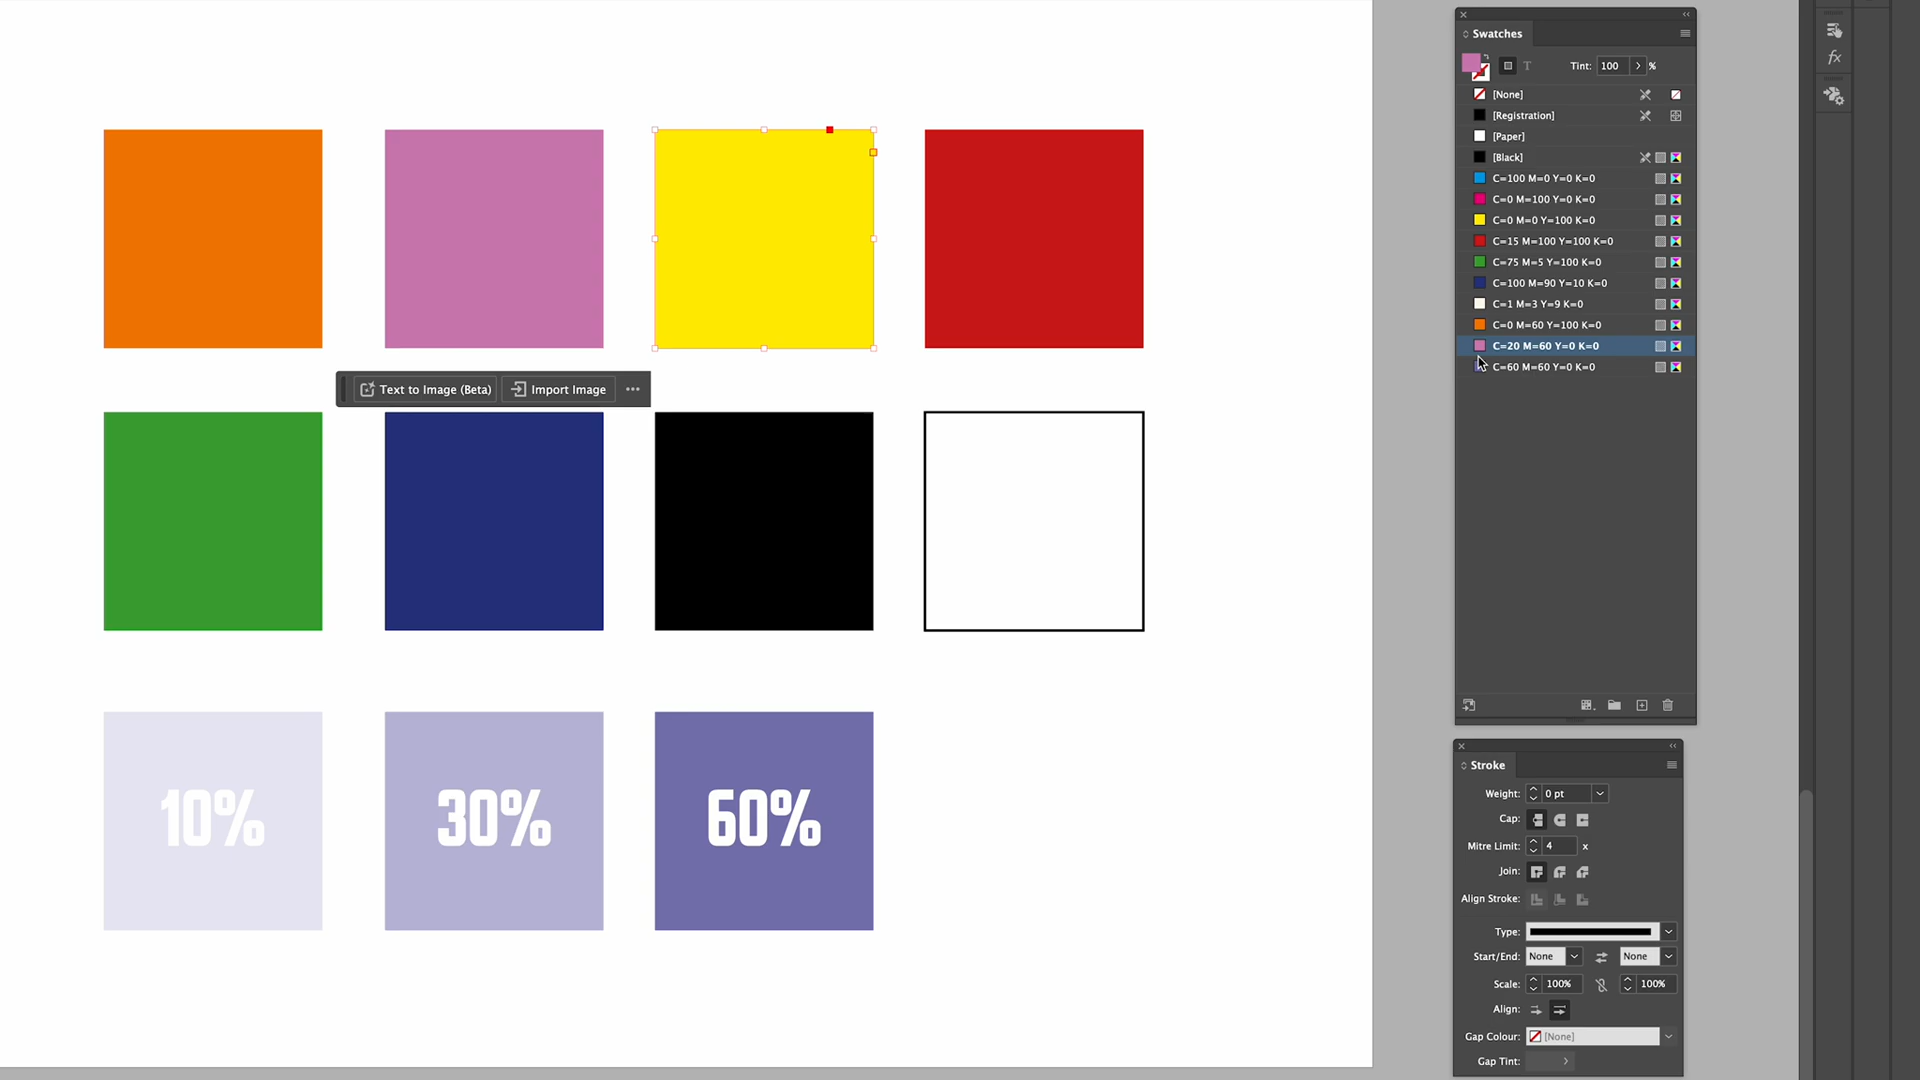 Swatches
T Tint: 100 %
[None]
fx
[Registration]
[Paper]
[Black]
C=100 M=0 Y=0 K=0
C=0 M=100 Y=0 K=0
C=0 M=0 Y=100 K=0
C=15 M=100 Y=100 K=0
C=75 M=5 Y=100 K=0
C=100 M=90 Y=10 K=0
C=1 M=3 Y=9 K=0
C=0 M=60 Y=100 K=0
C=20 M=60 Y=0 K=0
C=60 M=60 Y=0 K=0
Text to Image (Beta) Import Image
10% 30% 60%
Stroke
Weight: 0 pt
Cap:
Mitre Limit: 4 x
Join:
Align Stroke:
Type:
Start/End: None None
Scale: 100% 100%
Align:
Gap Colour: [None]
Gap Tint: